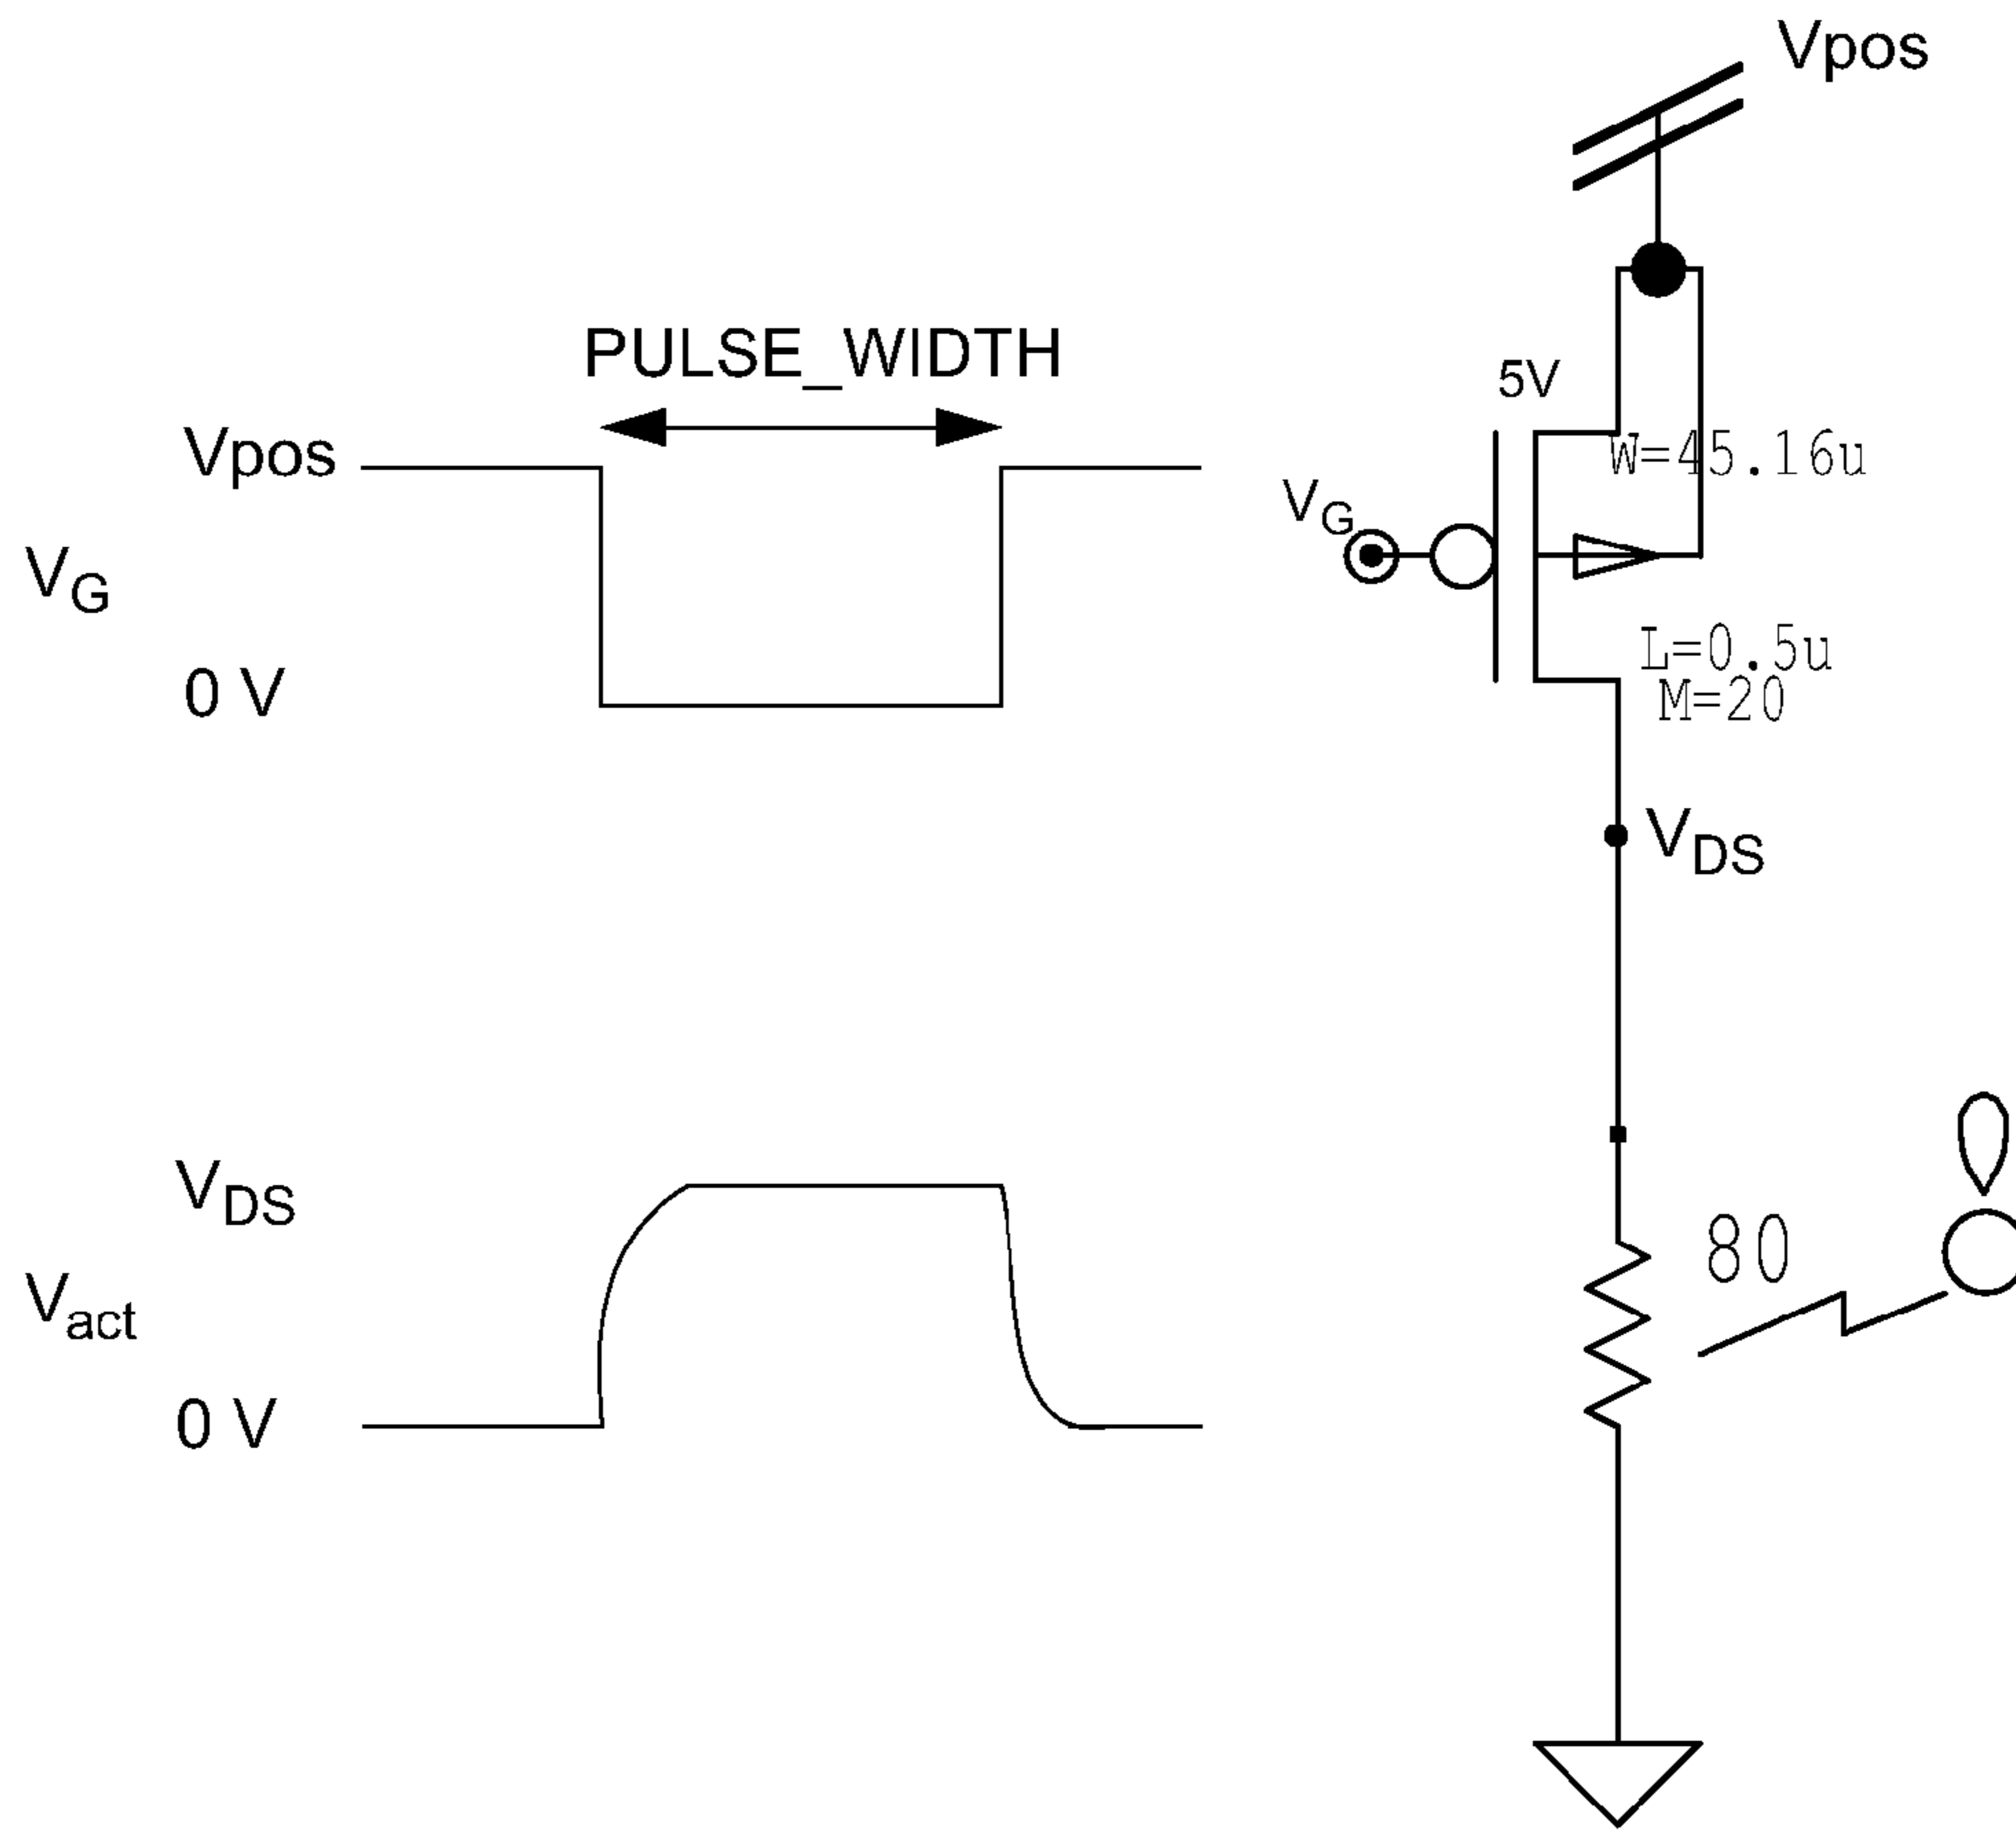 Vpos
PULSE_WIDTH
5V
Vpos
W=45.16u
VG
VG
L=0.5u
0 V
M=20
VDS
VDS
80
Vact
0 V